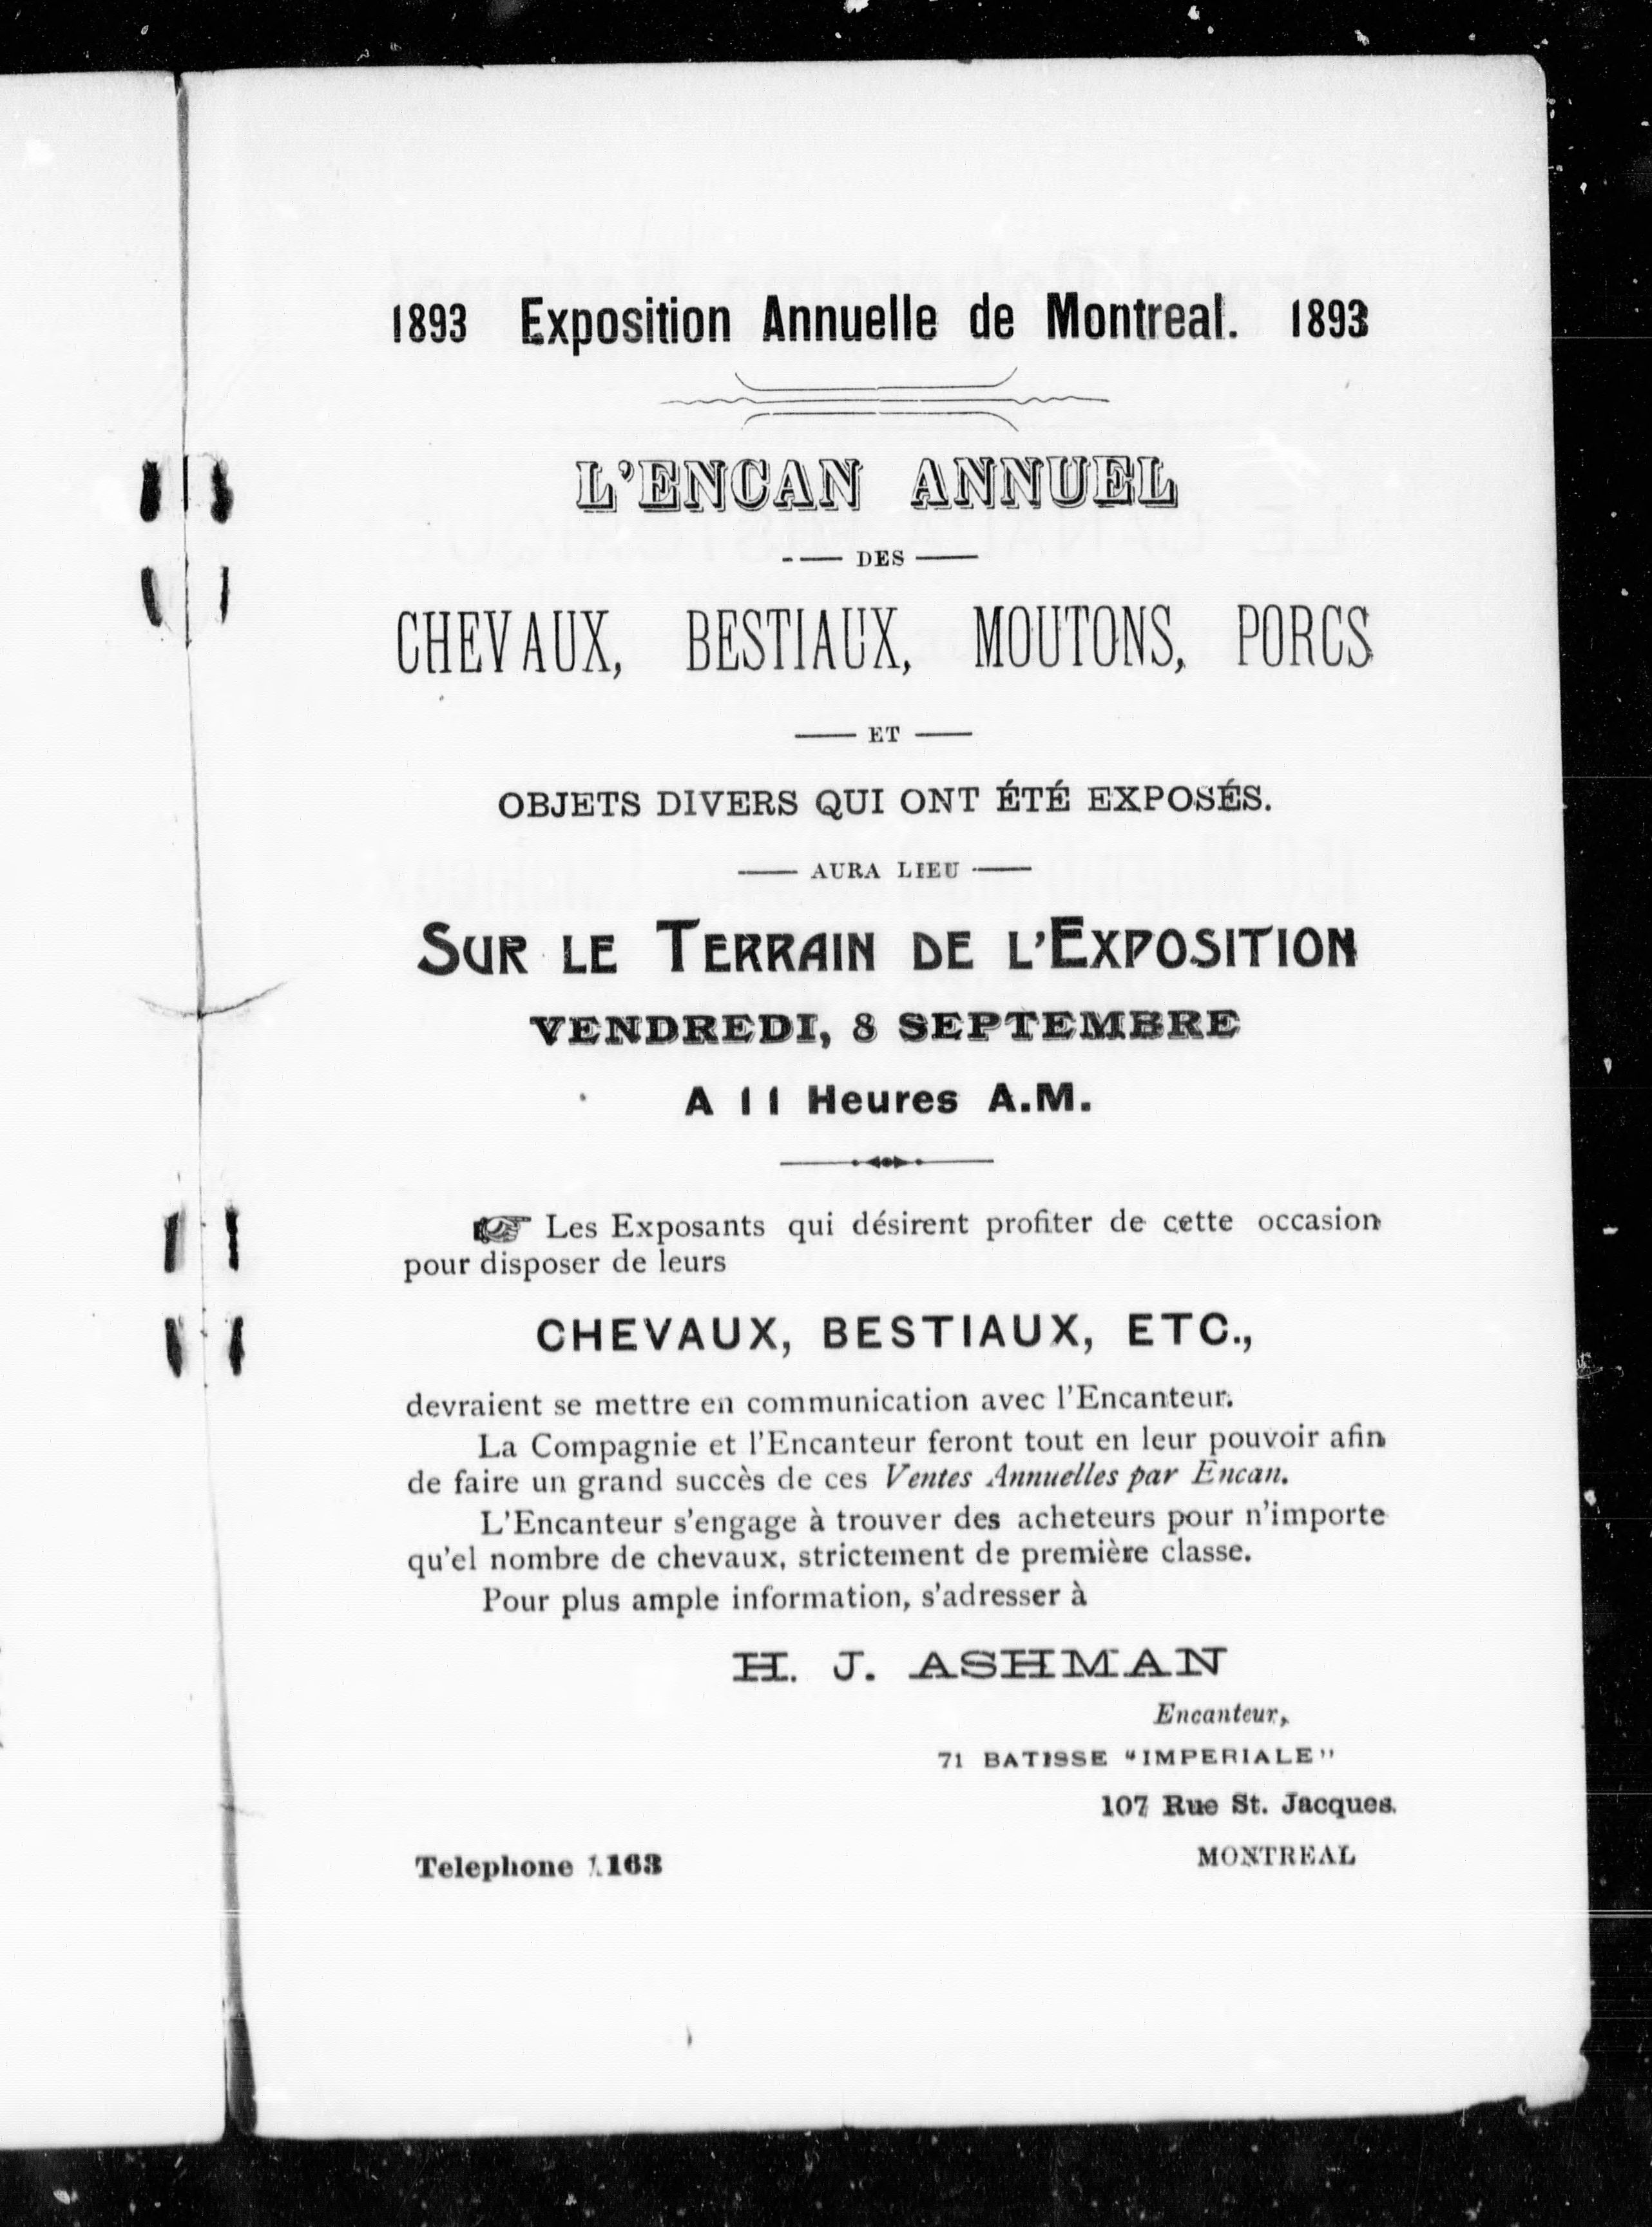 1893 Exposition Annuelle de Montreal. 1893
L'ENCAN ANNUEL
DES
CHEVAUX, BESTIAUX, MOUTONS, PORCS
ET
OBJETS DIVERS QUI ONT ÉTÉ EXPOSÉS.
AURA LIEU
SUR LE TERRAIN DE L'EXPOSITION
VENDREDI, 8 SEPTEMBRE
A 11 Heures A.M.
☞ Les Exposants qui désirent profiter de cette occasion
pour disposer de leurs
CHEVAUX, BESTIAUX, ETC.,
devraient se mettre en communication avec l'Encanteur.
La Compagnie et l'Encanteur feront tout en leur pouvoir afin
de faire un grand succès de ces Ventes Annuelles par Encan.
L'Encanteur s'engage à trouver des acheteurs pour n'importe
qu'el nombre de chevaux, strictement de première classe.
Pour plus ample information, s'adresser à
H. J. ASHMAN
Encanteur,
71 BATISSE "IMPERIALE"
107 Rue St. Jacques.
Telephone 1163
MONTREAL